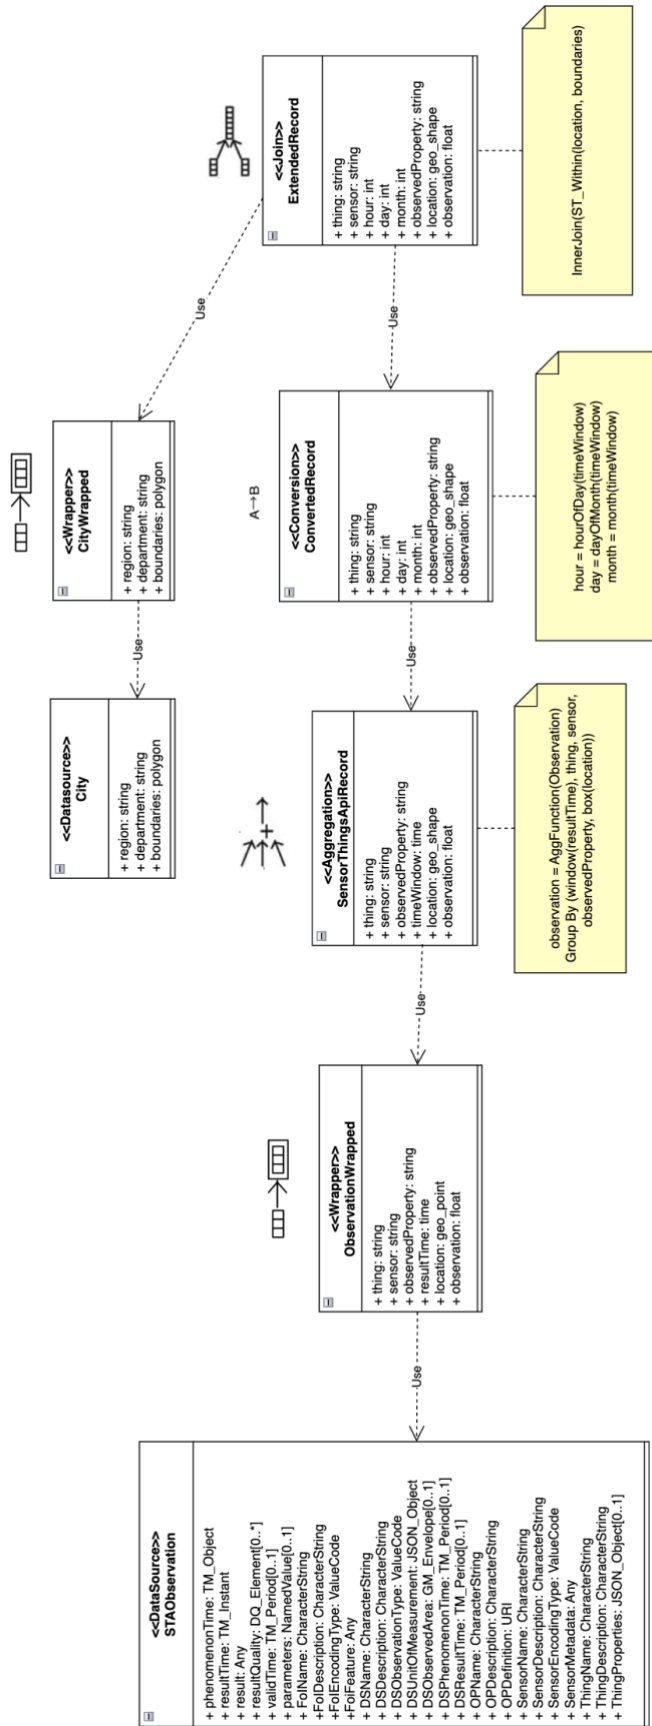 <<DataSource>>
STAObservation
+ phenomenonTime: TM_Object
+ resultTime: TM_Instant
+ result: Any
+ resultQuality: DQ_Element[0..*]
+ validTime: TM_Period[0..1]
+ parameters: NamedValue[0..1]
+ FoIName: CharacterString
+FoIDescription: CharacterString
+FoIEncodingType: ValueCode
+FoiFeature: Any
+ DSName: CharacterString
+ DSDescription: CharacterString
+ DSObservationType: ValueCode
+ DSUnitOfMeasurement: JSON_Object
+ DSObservedArea: GM_Envelope[0..1]
+ DSPhenomenonTime: TM_Period[0..1]
+ DSResultTime: TM_Period[0..1]
+ OPName: CharacterString
+ OPDescription: CharacterString
+ OPDefinition: URI
+ SensorName: CharacterString
+ SensorDescription: CharacterString
+ SensorEncodingType: ValueCode
+ SensorMetadata: Any
+ ThingName: CharacterString
+ ThingDescription: CharacterString
+ ThingProperties: JSON_Object[0..1]
Use
<<Wrapper>>
ObservationWrapped
+ thing: string
+ sensor: string
+ observedProperty: string
+ resultTime: time
+ location: geo_point
+ observation: float
Use
<<Aggregation>>
SensorThingsApiRecord
+ thing: string
+ sensor: string
+ observedProperty: string
+ timeWindow: time
+ location: geo_shape
+ observation: float
observation = AggFunction(Observation)
Group By (window(resultTime), thing, sensor,
observedProperty, box(location))
Use
<<Datasource>>
City
+ region: string
+ department: string
+ boundaries: polygon
Use
<<Wrapper>>
CityWrapped
+ region: string
+ department: string
+ boundaries: polygon
A→B
<<Conversion>>
ConvertedRecord
+ thing: string
+ sensor: string
+ hour: int
+ day: int
+ month: int
+ observedProperty: string
+ location: geo_shape
+ observation: float
hour = hourOfDay(timeWindow)
day = dayOfMonth(timeWindow)
month = month(timeWindow)
Use
Use
<<Join>>
ExtendedRecord
+ thing: string
+ sensor: string
+ hour: int
+ day: int
+ month: int
+ observedProperty: string
+ location: geo_shape
+ observation: float
InnerJoin(ST_Within(location, boundaries)